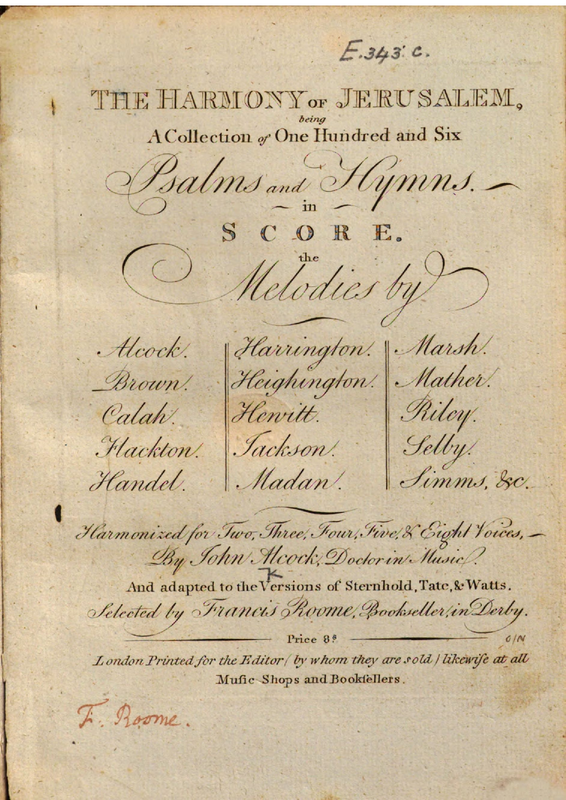 E.343.c.
THE HARMONY OF JERUSALEM,
being
A Collection of One Hundred and Six
Psalms and Hymns.
in
SCORE.
the
Melodies by
Alcock. Harrington. Marsh.
Brown. Heighington. Mather.
Calah. Hewitt. Riley.
Flackton. Jackson. Selby.
Handel. Madan. Simms, &c.
Harmonized for Two, Three, Four, Five, & Eight Voices,
By John Alcock, Doctor in Music.
And adapted to the Versions of Sternhold, Tate, & Watts.
Selected by Francis Roome, Bookseller, in Derby.
Price 8s
London Printed for the Editor (by whom they are sold) likewiſe at all
Muſic Shops and Bookſellers.
F. Roome.